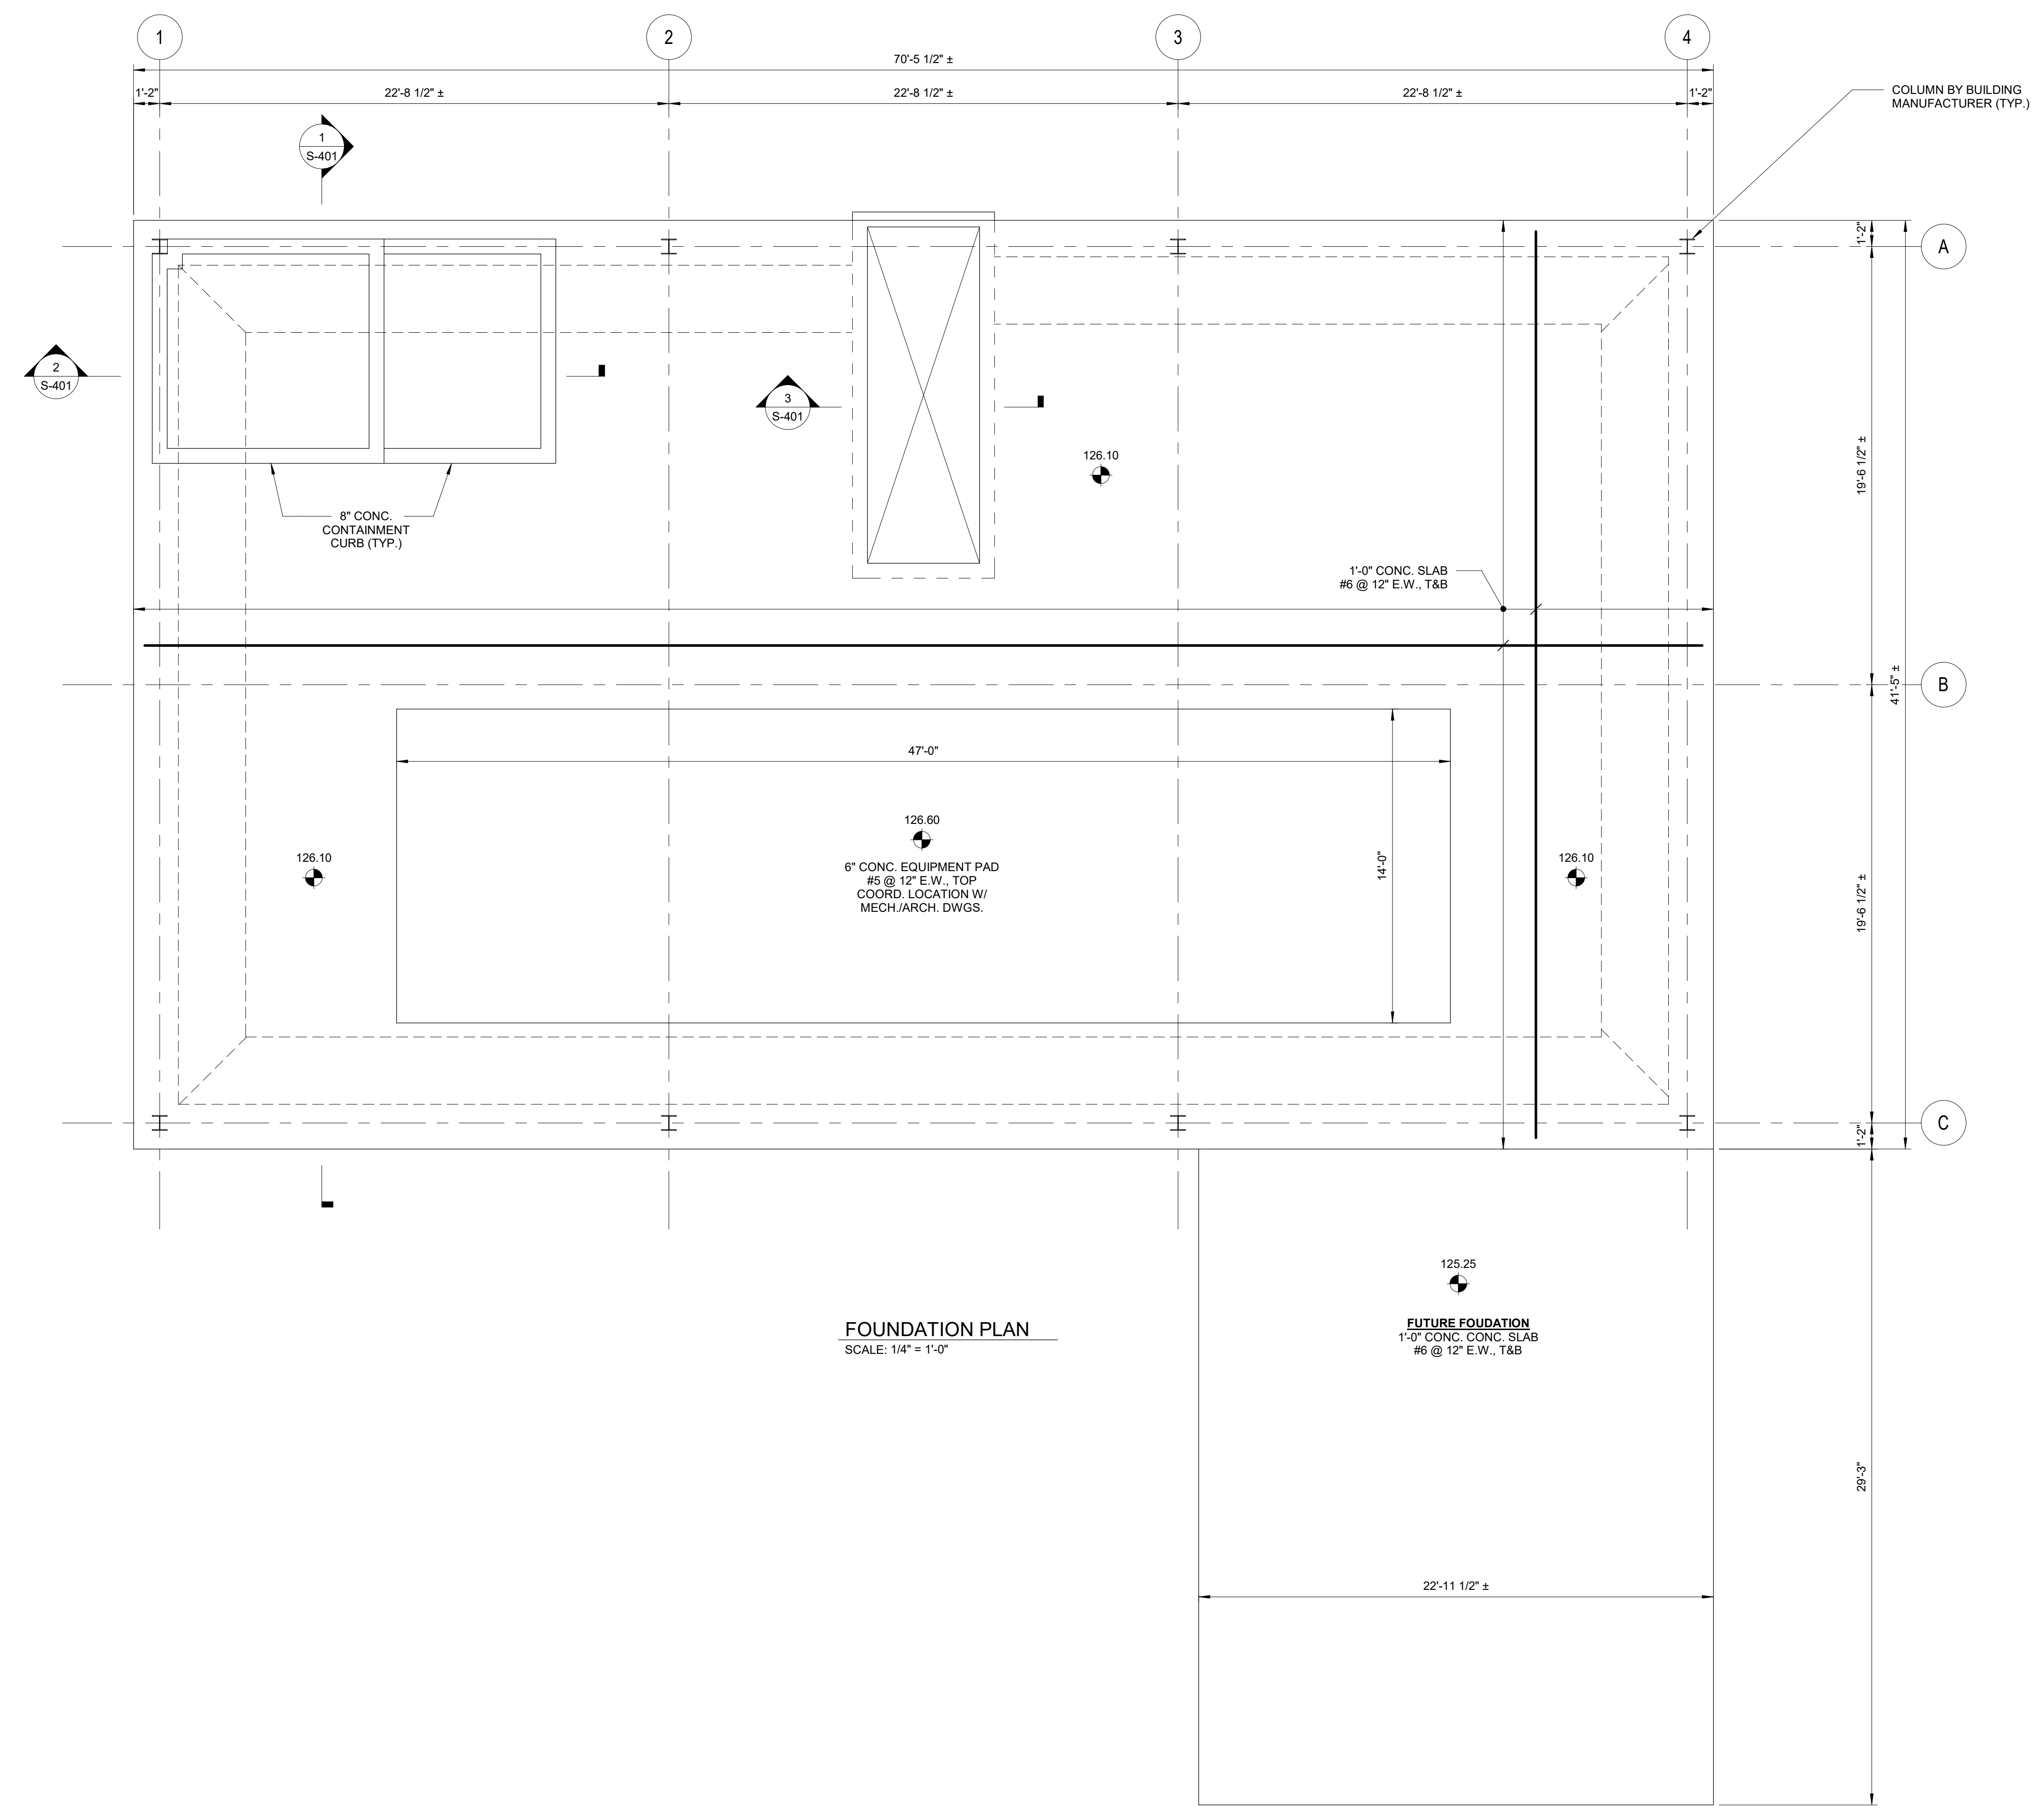 1
2
3
4
70'-5 1/2" ±
1'-2"
22'-8 1/2" ±
22'-8 1/2" ±
22'-8 1/2" ±
1'-2"
COLUMN BY BUILDING
MANUFACTURER (TYP.)
1
S-401
1'-2"
A
2
S-401
3
S-401
126.10
19'-6 1/2" ±
8" CONC.
CONTAINMENT
CURB (TYP.)
1'-0" CONC. SLAB
#6 @ 12" E.W., T&B
41'-5" ±
B
47'-0"
126.60
6" CONC. EQUIPMENT PAD
#5 @ 12" E.W., TOP
COORD. LOCATION W/
MECH./ARCH. DWGS.
14'-0"
126.10
126.10
19'-6 1/2" ±
1'-2"
C
125.25
FUTURE FOUDATION
1'-0" CONC. CONC. SLAB
#6 @ 12" E.W., T&B
FOUNDATION PLAN
SCALE: 1/4" = 1'-0"
29'-3"
22'-11 1/2" ±